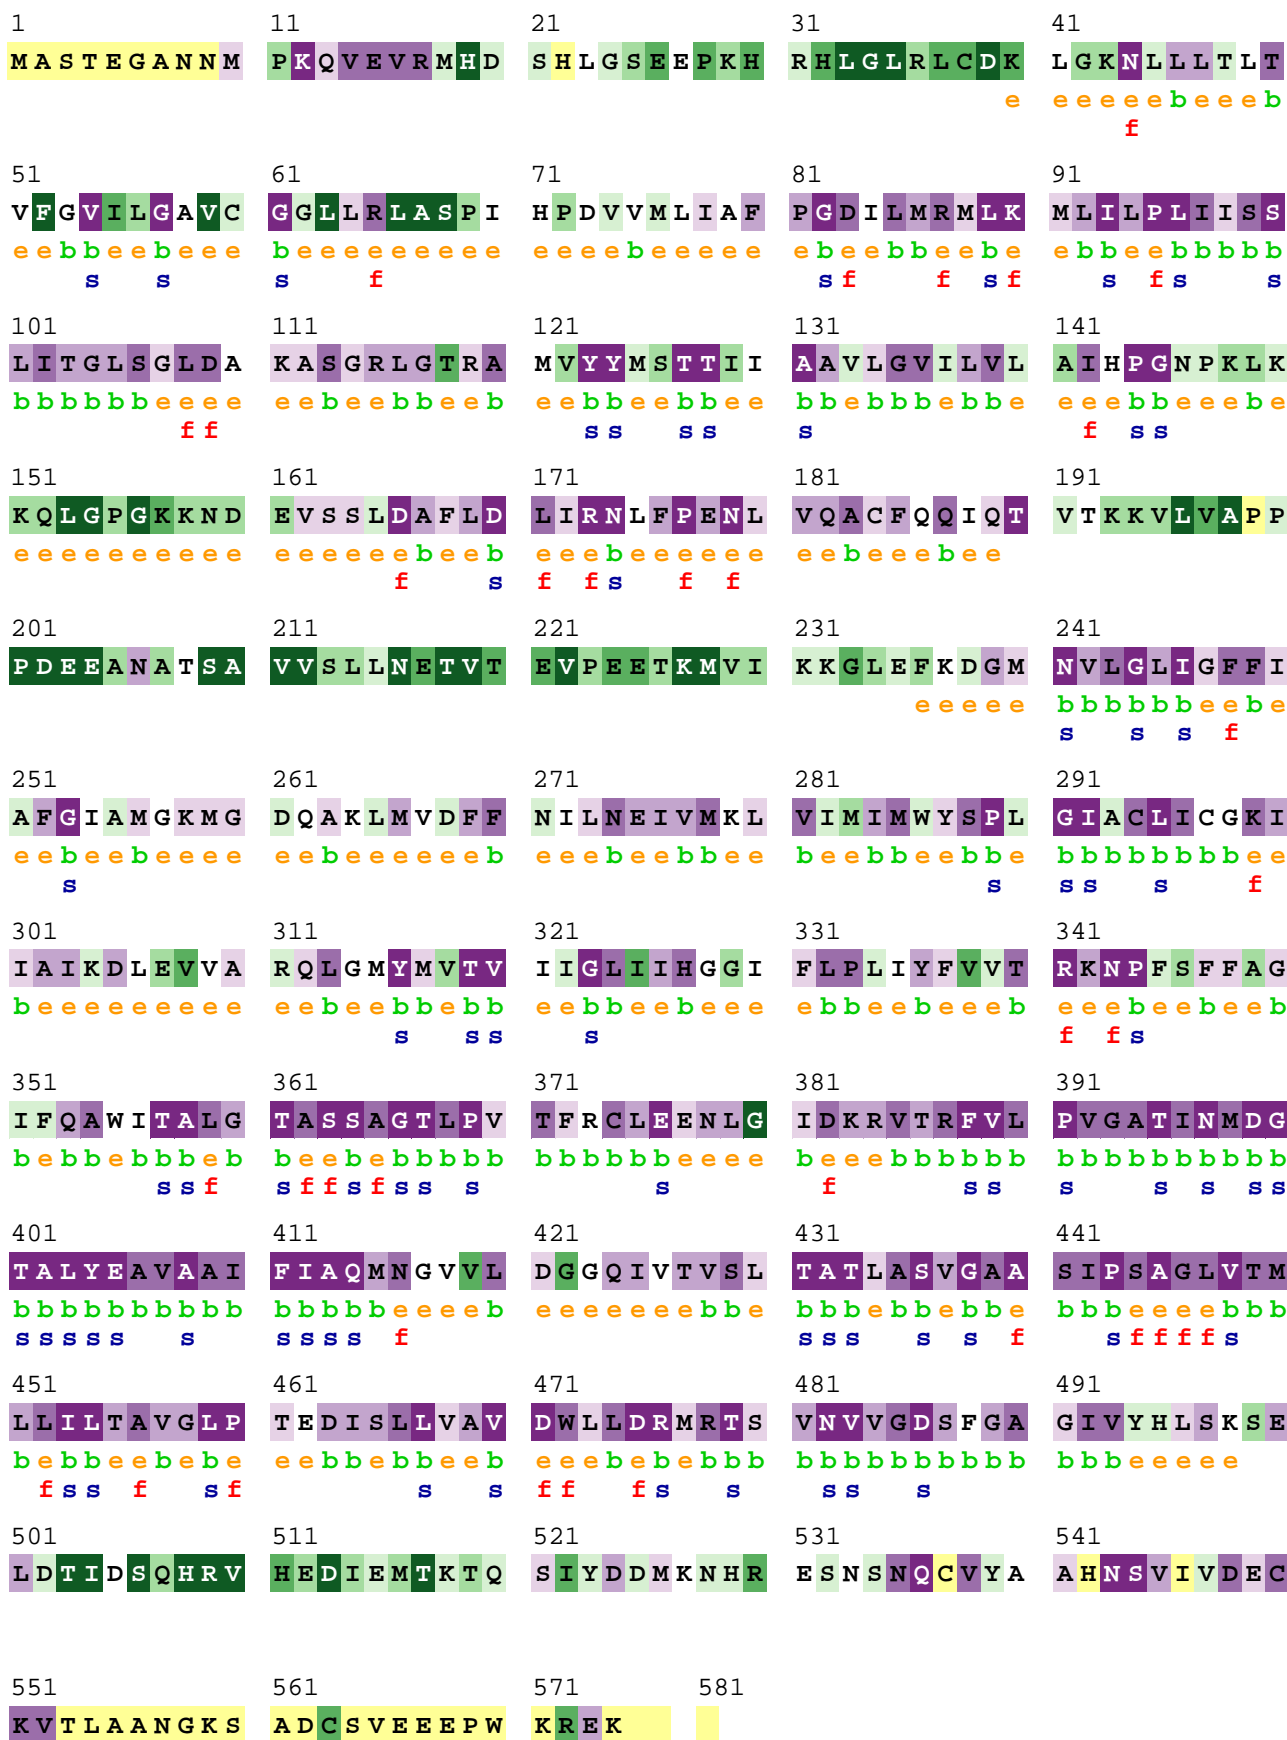 1 11 21 31 41
MASTEGANNM PKQVEVRMHD SHLGSEEPKH RHLGLRLCDK LGKNLLLTLT
e eeeeebeeeb
f
51 61 71 81 91
VFGVILGAVC GGLLRLASPI HPDVVMLIAF PGDILMRMLK MLILPLIISS
eebbeebeee beeeeeeeee eeeebeeeee ebeebbeebe ebbeebbbbb
s s s f sf f sf s fs s
101 111 121 131 141
LITGLSGLDA KASGRLGTRA MVYYMSTTII AAVLGVILVL AIHPGNPKLK
bbbbbbeeee eebeebbeeb eebbeebbee bbebbbebbe eeebbeeebe
ff ss ss s f ss
151 161 171 181 191
KQLGPGKKND EVSSLDAFLD LIRNLFPENL VQACFQQIQT VTKKVLVAPP
eeeeeeeeee eeeeeebeeb eeebeeeeee eebeeebee
f s f fs f f
201 211 221 231 241
PDEEANATSA VVSLLNETVT EVPEETKMVI KKGLEFKDGM NVLGLIGFFI
eeeee bbbbbbeebe
s s s f
251 261 271 281 291
AFGIAMGKMG DQAKLMVDFF NILNEIVMKL VIMIMWYSPL GIACLICGKI
eebeebeeee eebeeeeeeb eeebeebbee beebbeebbe bbbbbbbbee
s s ss s f
301 311 321 331 341
IAIKDLEVVA RQLGMYMVTV IIGLIIHGGI FLPLIYFVVT RKNPFSFFAG
beeeeeeeee eebeebbebb eebbeebeee ebbeebeeeb eeebeebeeb
s ss s f fs
351 361 371 381 391
IFQAWITALG TASSAGTLPV TFRCLEENLG IDKRVTRFVL PVGATINMDG
bebbebbbeb beebebbbbb bbbbbbeeee beeebbbbbb bbbbbbbbbb
ssf sffsfss s s f ss s s s ss
401 411 421 431 441
TALYEAVAAI FIAQMNGVVL DGGQIVTVSL TATLASVGAA SIPSAGLVTM
bbbbbbbbbb bbbbbeeeeb eeeeeeebbe bbbebbebbe bbbeeeebbb
sssss s ssss f sss s s f sffffs
451 461 471 481 491
LLILTAVGLP TEDISLLVAV DWLLDRMRTS VNVVGDSFGA GIVYHLSKSE
bebbeebebe eebbebbeeb eeebebebbb bbbbbbbbbb bbbeeeee
fss f sf s s ff fs s ss s
501 511 521 531 541
LDTIDSQHRV HEDIEMTKTQ SIYDDMKNHR ESNSNQCVYA AHNSVIVDEC
551 561 571 581
KVTLAANGKS ADCSVEEEPW KREK